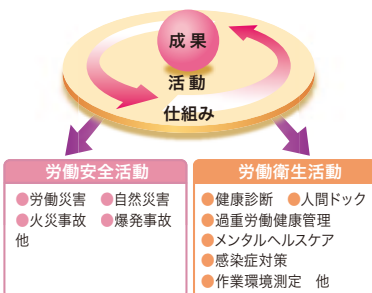 成果
活動
仕組み
労働安全活動
●労働災害 ●自然災害
●火災事故 ●爆発事故
他
労働衛生活動
●健康診断 ●人間ドック
●過重労働健康管理
●メンタルヘルスケア
●感染症対策
●作業環境測定 他